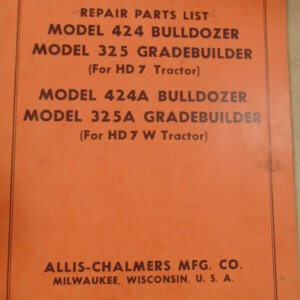 REPAIR PARTS LIST
MODEL 424 BULLDOZER
MODEL 325 GRADEBUILDER
(For HD 7 Tractor)
MODEL 424A BULLDOZER
MODEL 325A GRADEBUILDER
(For HD 7 W Tractor)
ALLIS-CHALMERS MFG. CO.
MILWAUKEE, WISCONSIN, U. S. A.